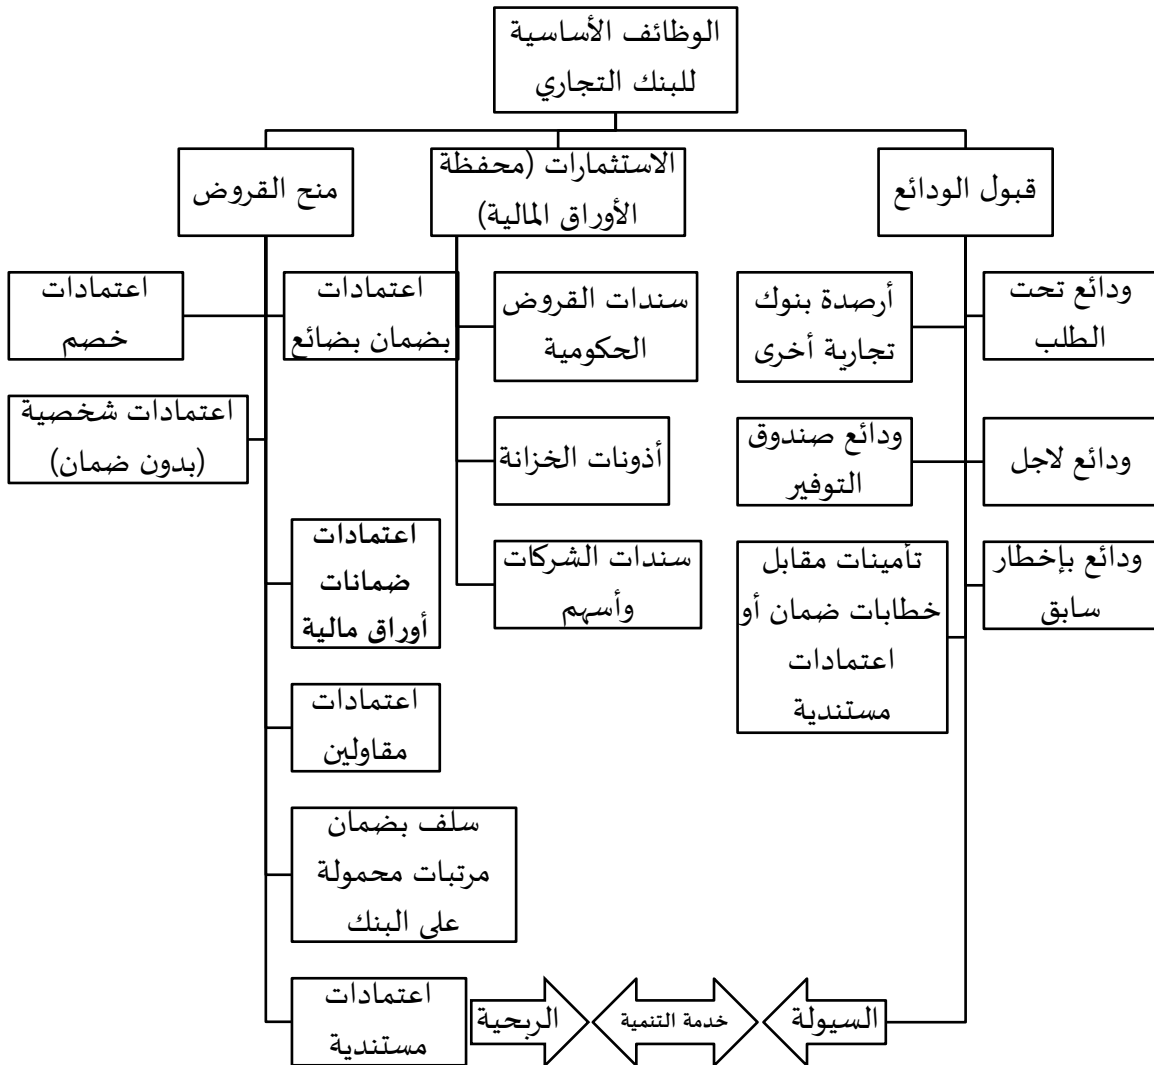 الوظائف الأساسية
للبنك التجاري
قبول الودائع
الاستثمارات (محفظة
الأوراق المالية)
منح القروض
ودائع تحت
الطلب
أرصدة بنوك
تجارية أخرى
ودائع لاجل
ودائع صندوق
التوفير
ودائع بإخطار
سابق
تأمينات مقابل
خطابات ضمان أو
اعتمادات
مستندية
سندات القروض
الحكومية
أذونات الخزانة
سندات الشركات
وأسهم
اعتمادات
بضمان بضائع
اعتمادات
خصم
اعتمادات شخصية
(بدون ضمان)
اعتمادات
ضمانات
أوراق مالية
اعتمادات
مقاولين
سلف بضمان
مرتبات محمولة
على البنك
اعتمادات
مستندية
السيولة
خدمة التنمية
الربحية